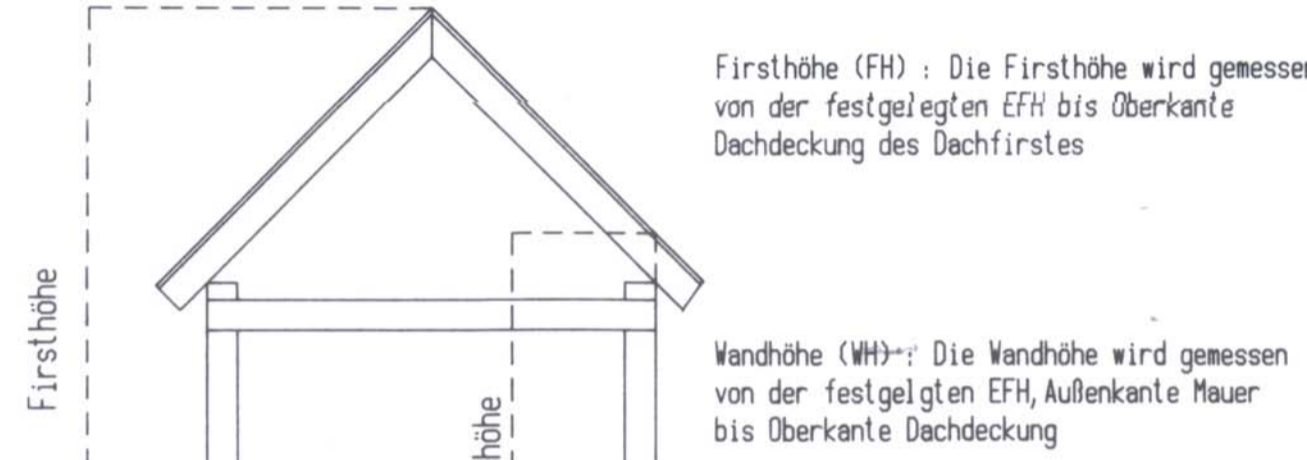 Firsthöhe (FH) : Die Firsthöhe wird gemessen
von der festgelegten EFH bis Oberkante
Dachdeckung des Dachfirstes
Firsthöhe
Wandhöhe (WH) : Die Wandhöhe wird gemessen
von der festgelgten EFH, Außenkante Mauer
bis Oberkante Dachdeckung
höhe